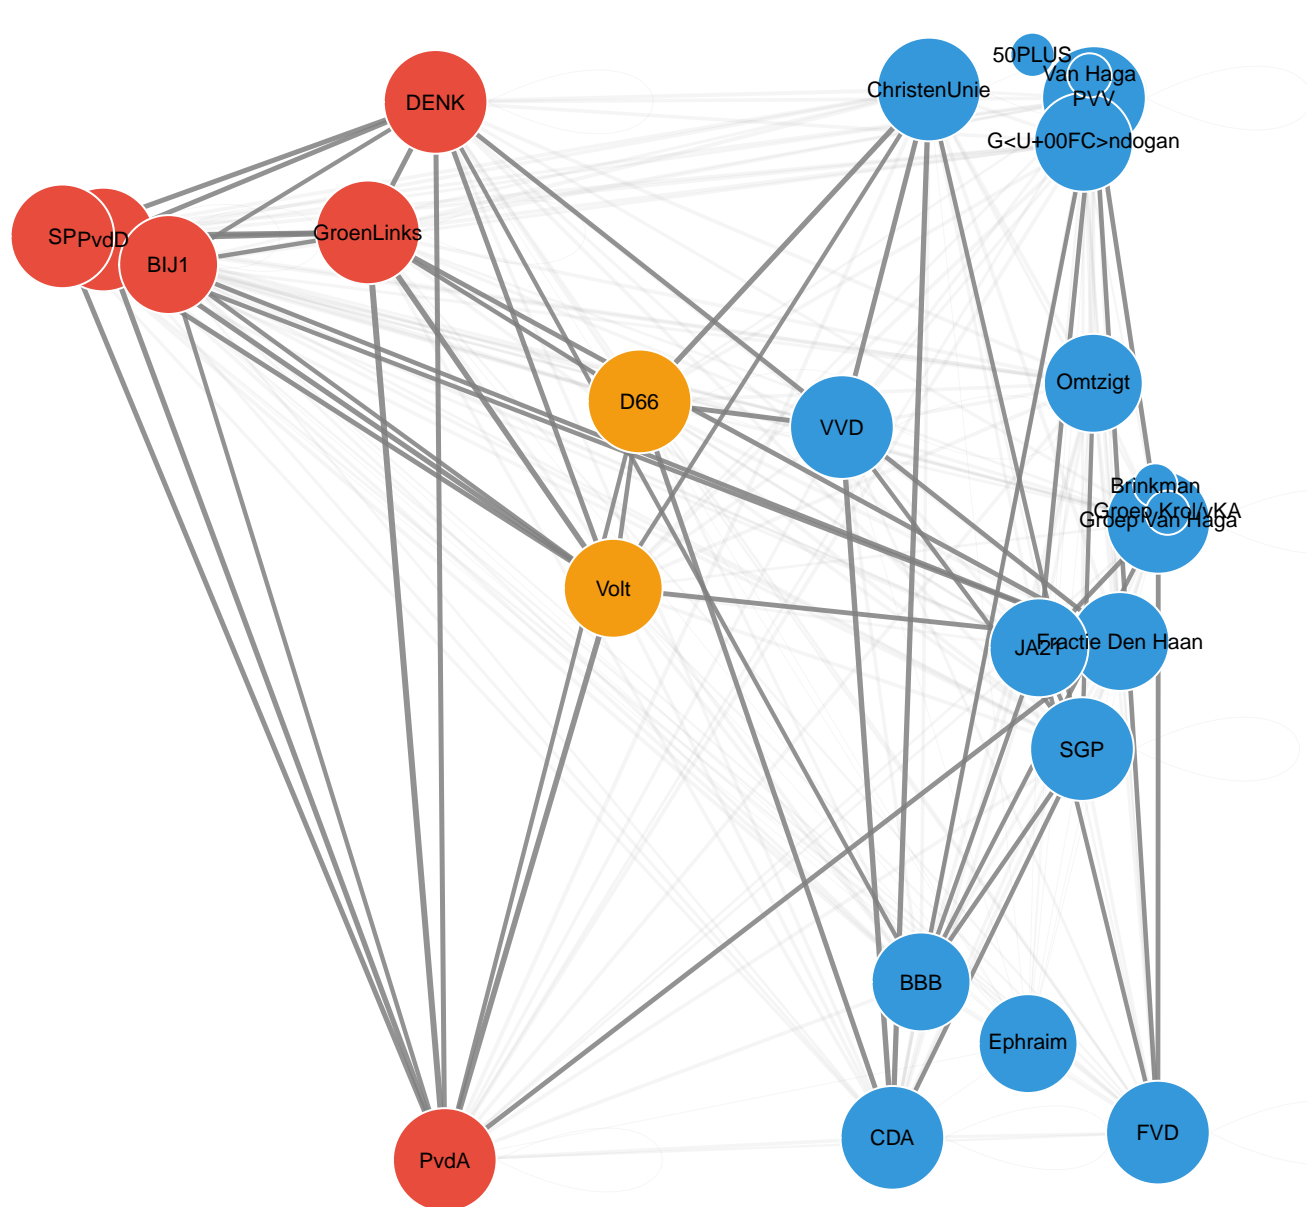 50PLUS
Van Haga
ChristenUnie
PVV
DENK
G<U+00FC>ndogan
GroenLinks
SP
PvdD
BIJ1
Omtzigt
D66
VVD
Brinkman
Groep Krol/vKA
Groep Van Haga
Volt
JA21
Fractie Den Haan
SGP
BBB
Ephraim
CDA
FVD
PvdA